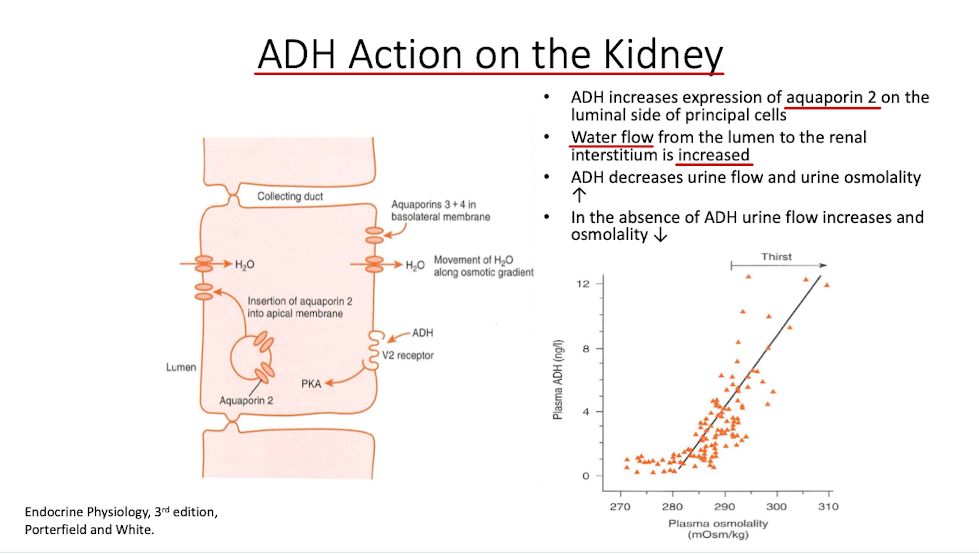 ADH Action on the Kidney
• ADH increases expression of aquaporin 2 on the
luminal side of principal cells
• Water flow from the lumen to the renal
interstitium is increased
• ADH decreases urine flow and urine osmolality
↑
• In the absence of ADH urine flow increases and
osmolality ↓
Collecting duct
Aquaporins 3 + 4 in
basolateral membrane
H₂O
H₂O
Movement of H₂O
along osmotic gradient
Insertion of aquaporin 2
into apical membrane
ADH
V2 receptor
Lumen
PKA
Aquaporin 2
Thirst
12
8
4
0
Plasma ADH (ng/l)
270 280 290 300 310
Plasma osmolality
(mOsm/kg)
Endocrine Physiology, 3rd edition,
Porterfield and White.